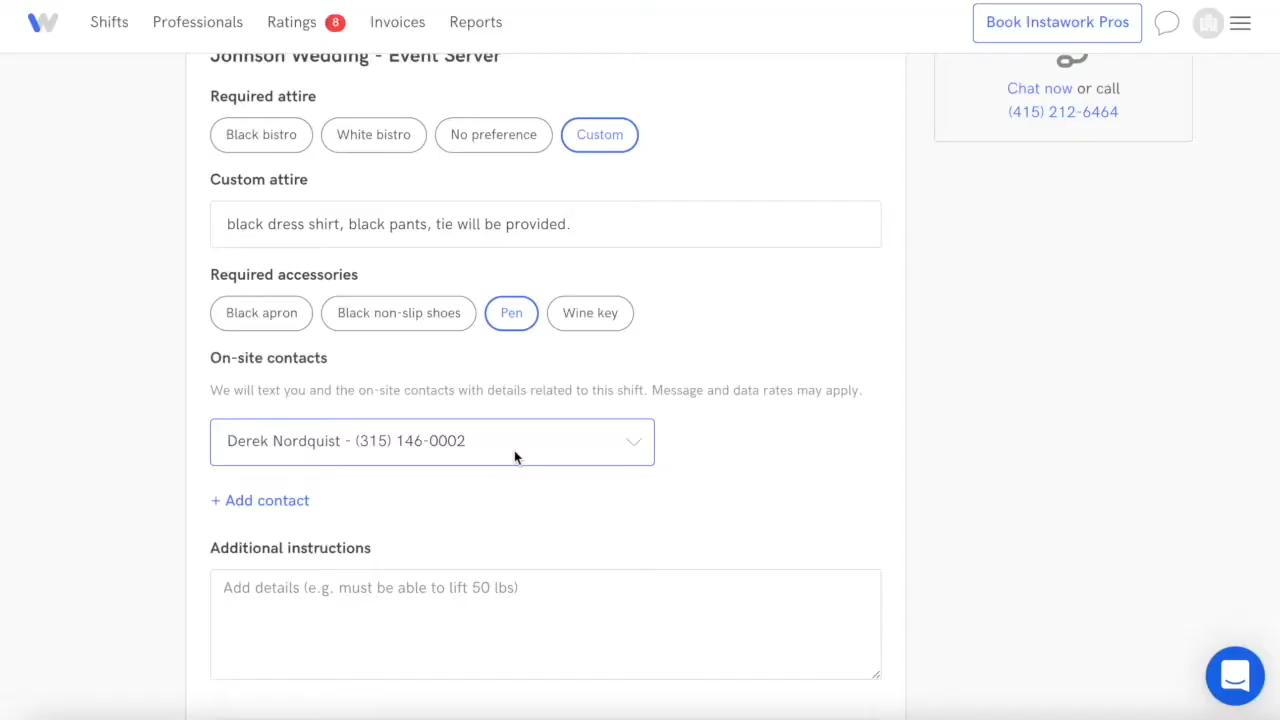 Shifts Professionals Ratings 8 Invoices Reports Book Instawork Pros
Johnson Wedding - Event Server
Chat now or call
(415) 212-6464
Required attire
Black bistro White bistro No preference Custom
Custom attire
black dress shirt, black pants, tie will be provided.
Required accessories
Black apron Black non-slip shoes Pen Wine key
On-site contacts
We will text you and the on-site contacts with details related to this shift. Message and data rates may apply.
Derek Nordquist - (315) 146-0002
+ Add contact
Additional instructions
Add details (e.g. must be able to lift 50 lbs)